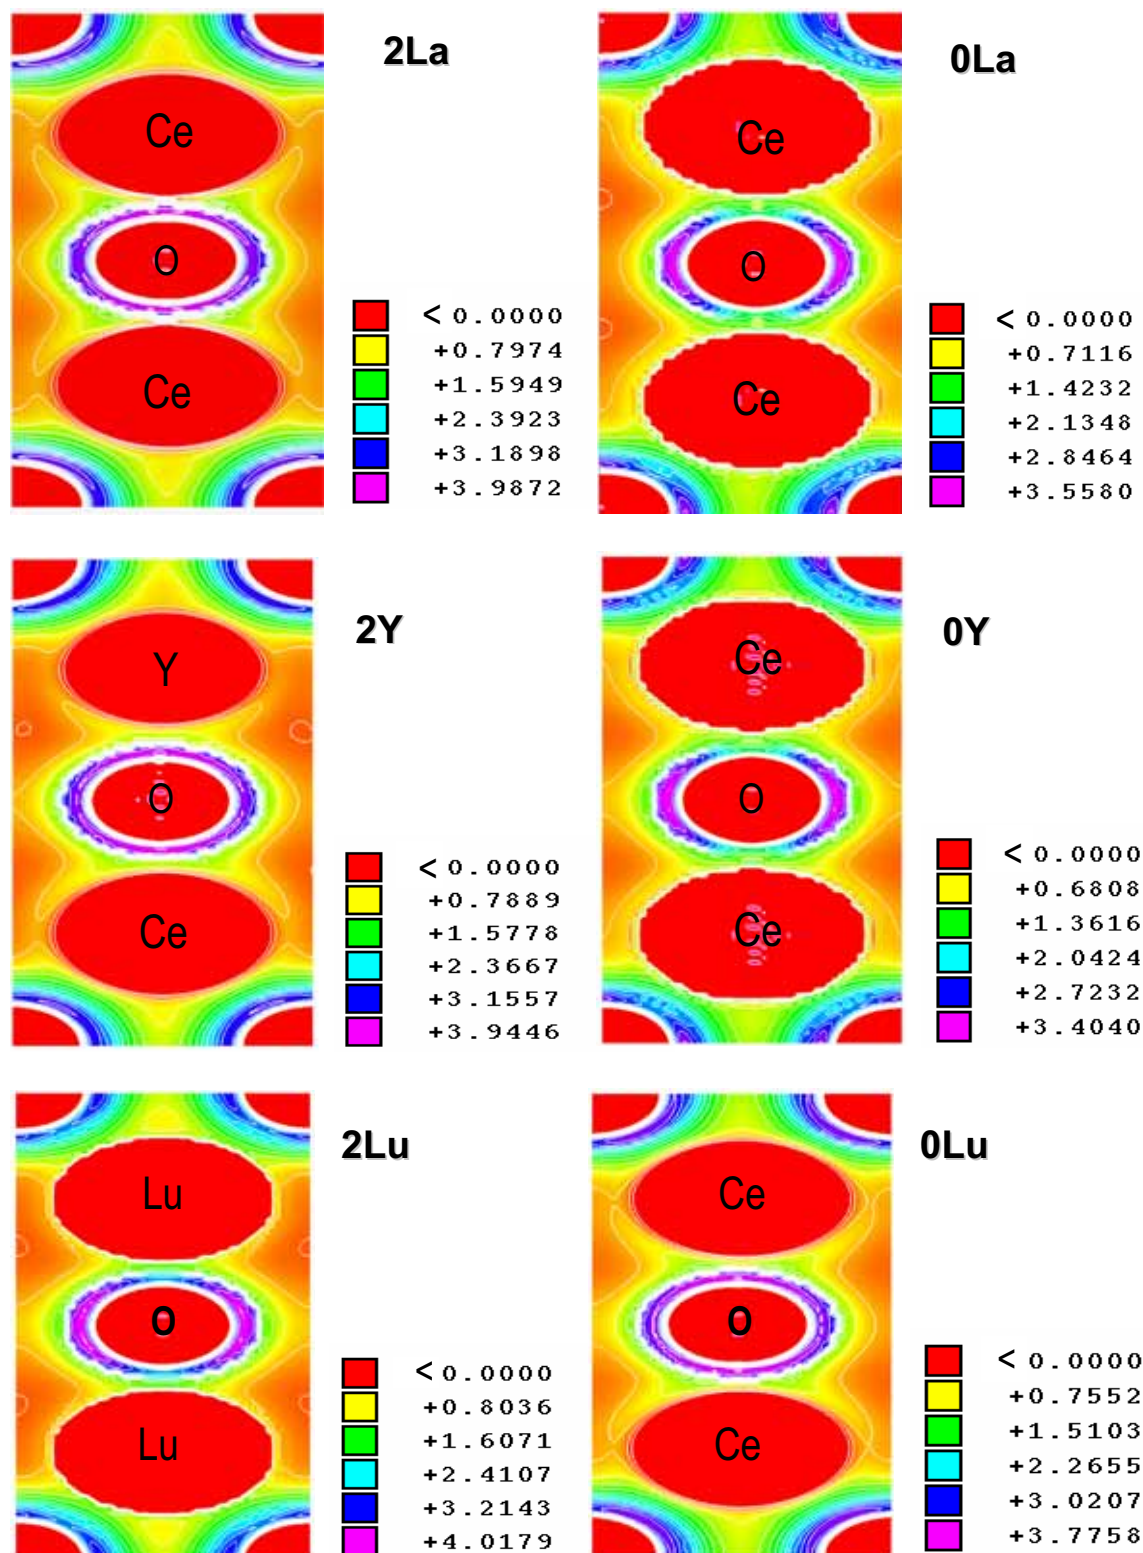 2La
Ce
O
Ce
< 0.0000
+0.7974
+1.5949
+2.3923
+3.1898
+3.9872
0La
Ce
O
Ce
< 0.0000
+0.7116
+1.4232
+2.1348
+2.8464
+3.5580
2Y
Y
O
Ce
< 0.0000
+0.7889
+1.5778
+2.3667
+3.1557
+3.9446
0Y
Ce
O
Ce
< 0.0000
+0.6808
+1.3616
+2.0424
+2.7232
+3.4040
2Lu
Lu
O
Lu
< 0.0000
+0.8036
+1.6071
+2.4107
+3.2143
+4.0179
0Lu
Ce
O
Ce
< 0.0000
+0.7552
+1.5103
+2.2655
+3.0207
+3.7758